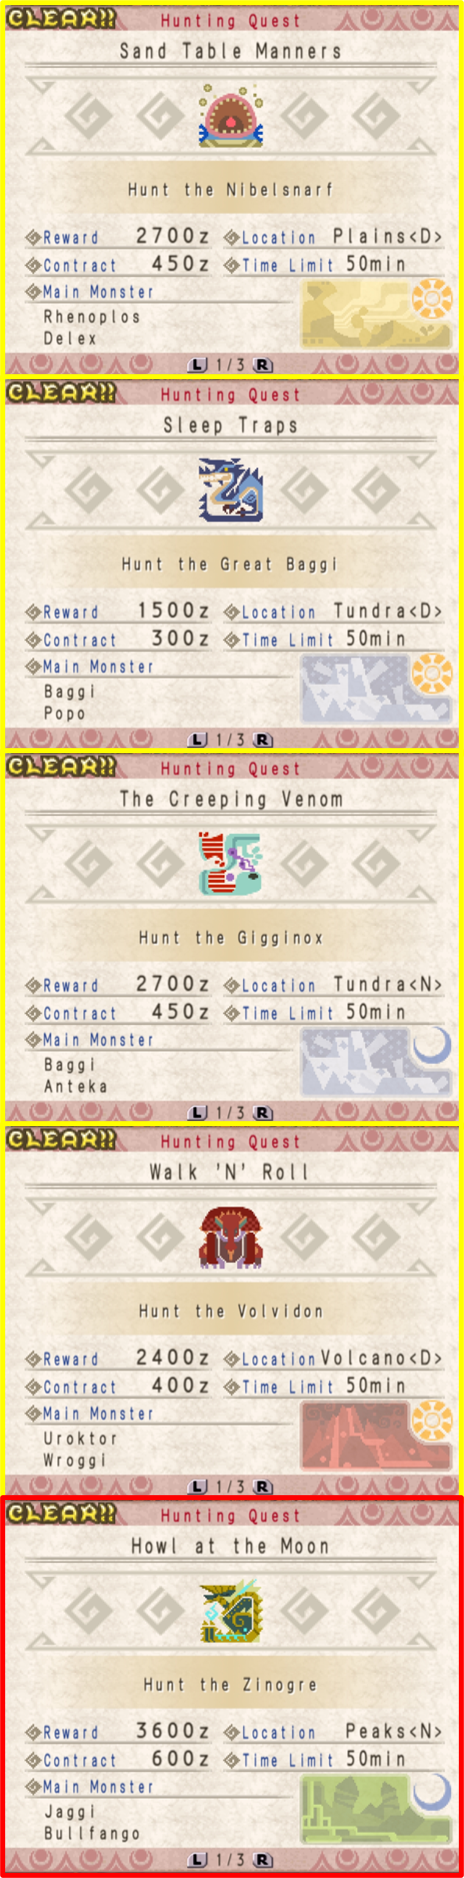 CLEAR!! Hunting Quest
Sand Table Manners
Hunt the Nibelsnarf
Reward 2700z Location Plains<D>
Contract 450z Time Limit 50min
Main Monster
Rhenoplos
Delex
L 1/3 R
CLEAR!! Hunting Quest
Sleep Traps
Hunt the Great Baggi
Reward 1500z Location Tundra<D>
Contract 300z Time Limit 50min
Main Monster
Baggi
Popo
L 1/3 R
CLEAR!! Hunting Quest
The Creeping Venom
Hunt the Gigginox
Reward 2700z Location Tundra<N>
Contract 450z Time Limit 50min
Main Monster
Baggi
Anteka
L 1/3 R
CLEAR!! Hunting Quest
Walk 'N' Roll
Hunt the Volvidon
Reward 2400z Location Volcano<D>
Contract 400z Time Limit 50min
Main Monster
Uroktor
Wroggi
L 1/3 R
CLEAR!! Hunting Quest
Howl at the Moon
Hunt the Zinogre
Reward 3600z Location Peaks<N>
Contract 600z Time Limit 50min
Main Monster
Jaggi
Bullfango
L 1/3 R